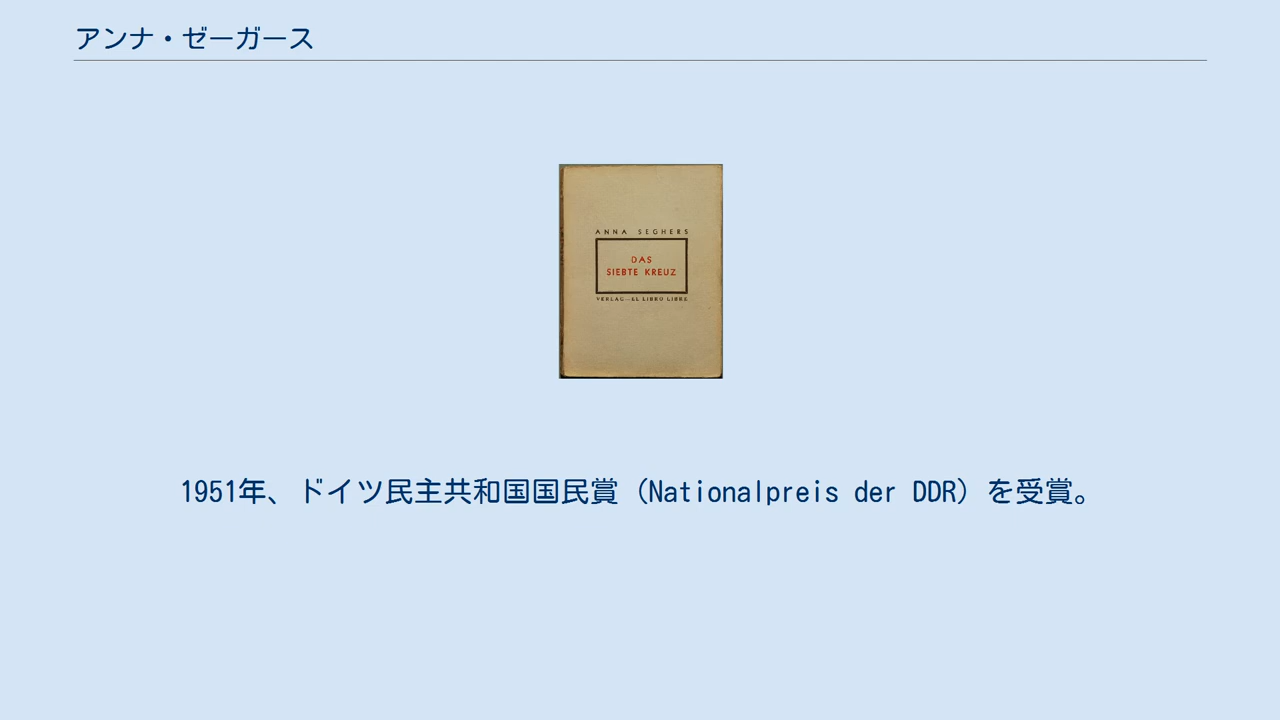 アンナ・ゼーガース
ANNA SEGHERS
DAS
SIEBTE KREUZ
VERLAG—EL LIBRO LIBRE
1951年、ドイツ民主共和国国民賞（Nationalpreis der DDR）を受賞。